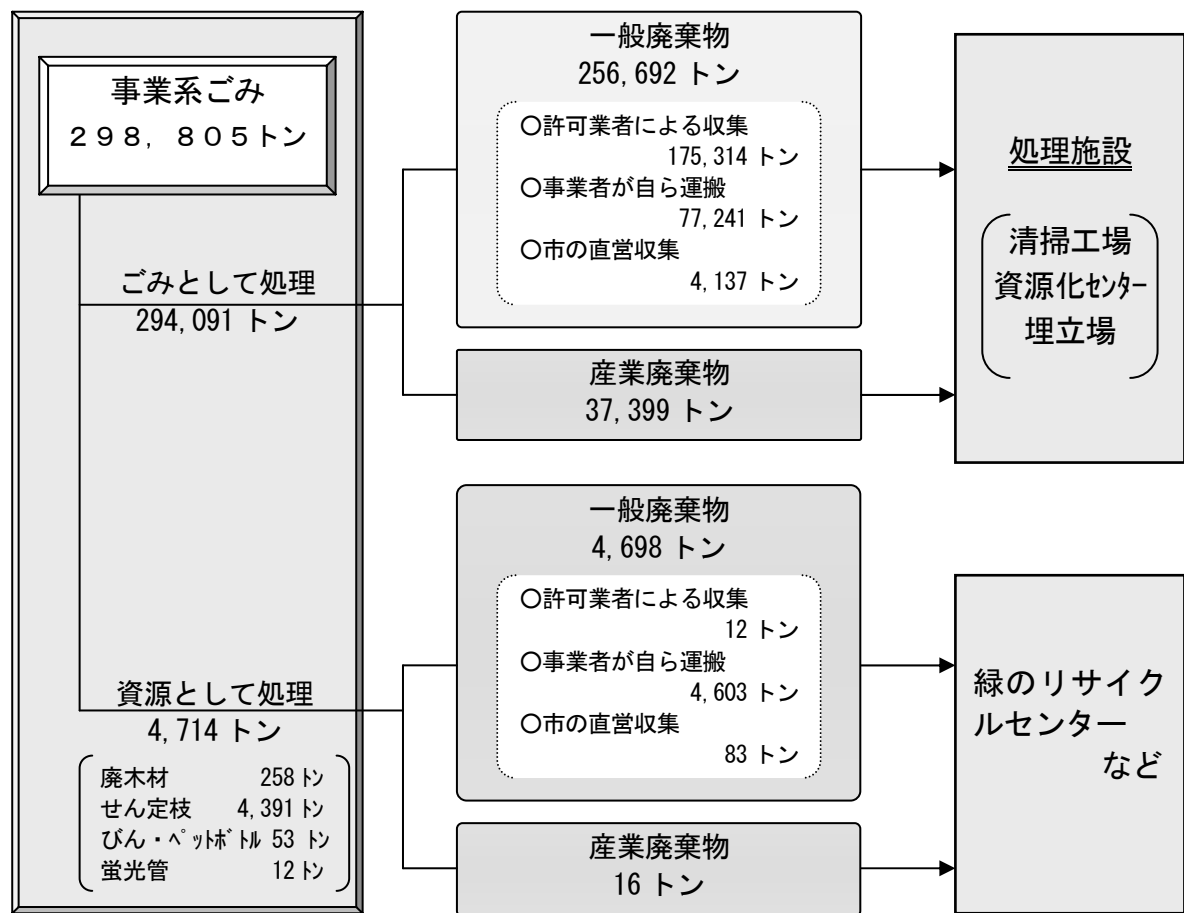 事業系ごみ
２９８，８０５トン
ごみとして処理
294,091 トン
一般廃棄物
256,692 トン
○許可業者による収集
175,314 トン
○事業者が自ら運搬
77,241 トン
○市の直営収集
4,137 トン
産業廃棄物
37,399 トン
処理施設
清掃工場
資源化ｾﾝﾀｰ
埋立場
資源として処理
4,714 トン
廃木材 258 ﾄﾝ
せん定枝 4,391 ﾄﾝ
びん・ﾍﾟｯﾄﾎﾞﾄﾙ 53 ﾄﾝ
蛍光管 12 ﾄﾝ
一般廃棄物
4,698 トン
○許可業者による収集
12 トン
○事業者が自ら運搬
4,603 トン
○市の直営収集
83 トン
産業廃棄物
16 トン
緑のリサイク
ルセンター
など